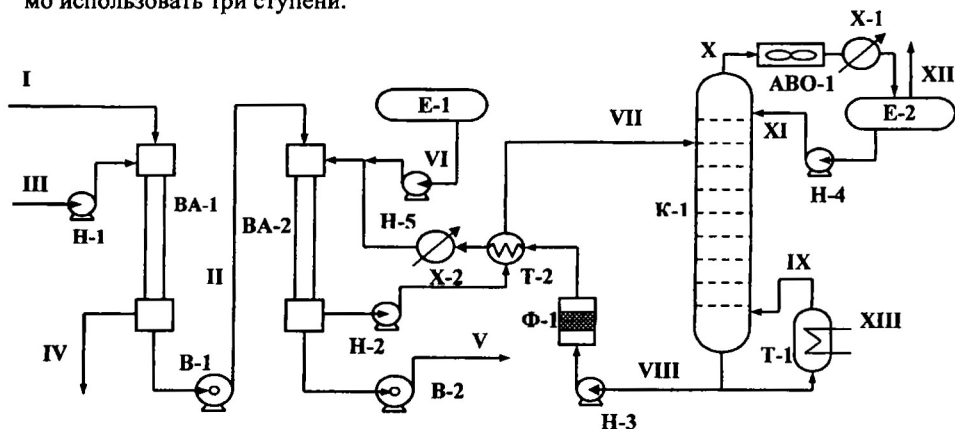 мо использовать три ступени.
X-1
I
X
XII
АВО-1
E-1
VII
E-2
XI
VI
III
H-4
ВА-1
К-1
Н-1
Н-5
ВА-2
II
IX
Х-2
Т-2
XIII
Ф-1
Н-2
IV
V
Т-1
В-1
VIII
В-2
Н-3